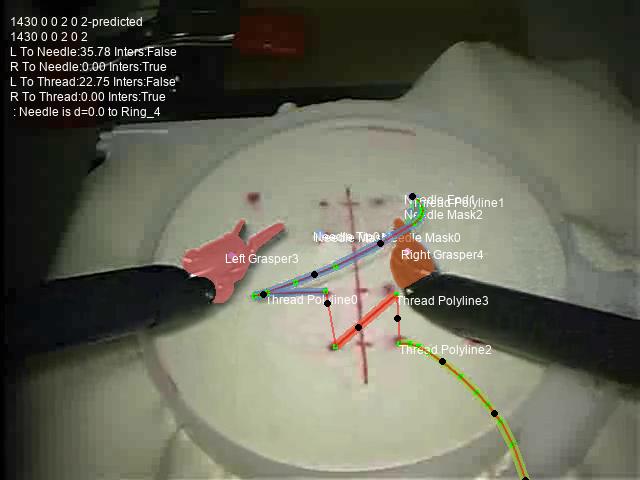 1430 0 0 2 0 2-predicted
1430 0 0 2 0 2
L To Needle:35.78 Inters:False
R To Needle:0.00 Inters:True
L To Thread:22.75 Inters:False
R To Thread:0.00 Inters:True
: Needle is d=0.0 to Ring_4
Needle End1
Thread Polyline1
Needle Mask2
Needle Mask0
Left Grasper3
Right Grasper4
Thread Polyline0
Thread Polyline3
Thread Polyline2